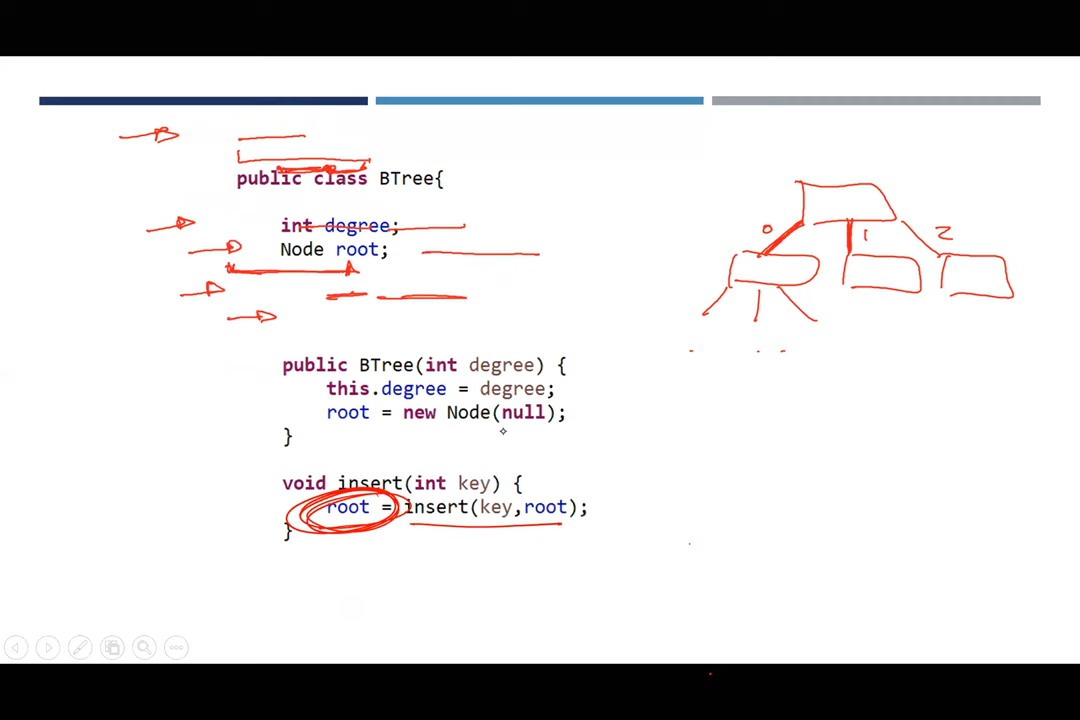 public class BTree{
int degree;
Node root;
0 1 2
public BTree(int degree) {
this.degree = degree;
root = new Node(null);
}
void insert(int key) {
root = insert(key,root);
}